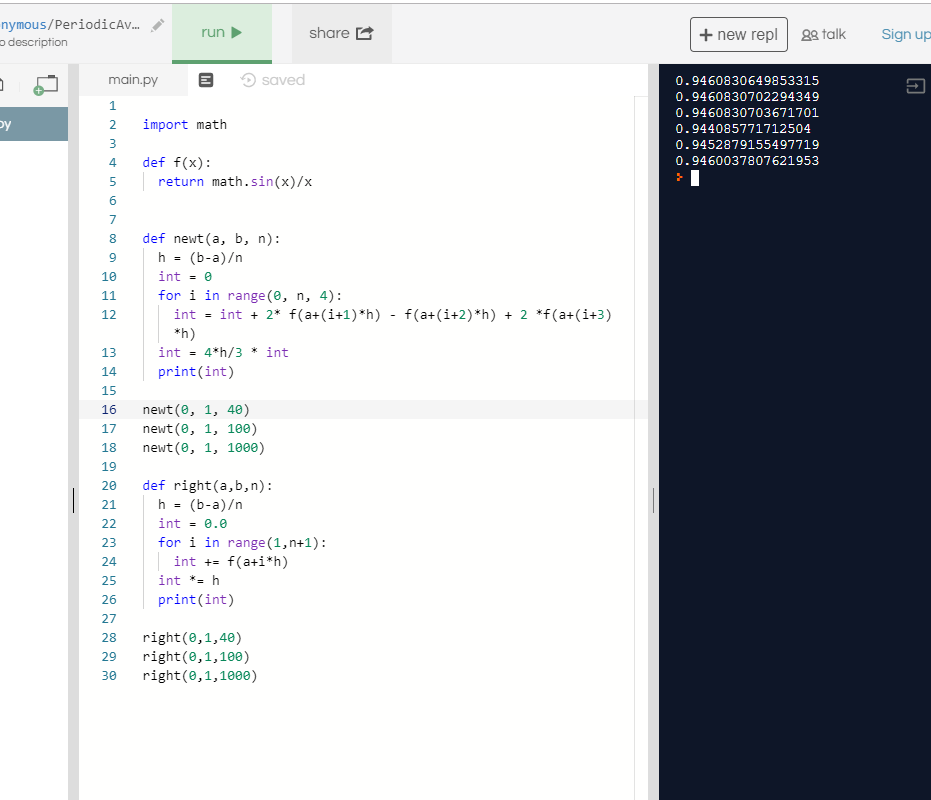 nymous/PeriodicAv...
o description
run
share
+ new repl
talk
Sign up
main.py
saved
py
1
2 import math
3
4 def f(x):
5 return math.sin(x)/x
6
7
8 def newt(a, b, n):
9 h = (b-a)/n
10 int = 0
11 for i in range(0, n, 4):
12 int = int + 2* f(a+(i+1)*h) - f(a+(i+2)*h) + 2 *f(a+(i+3)
*h)
13 int = 4*h/3 * int
14 print(int)
15
16 newt(0, 1, 40)
17 newt(0, 1, 100)
18 newt(0, 1, 1000)
19
20 def right(a,b,n):
21 h = (b-a)/n
22 int = 0.0
23 for i in range(1,n+1):
24 int += f(a+i*h)
25 int *= h
26 print(int)
27
28 right(0,1,40)
29 right(0,1,100)
30 right(0,1,1000)
0.9460830649853315
0.9460830702294349
0.9460830703671701
0.944085771712504
0.9452879155497719
0.9460037807621953
>